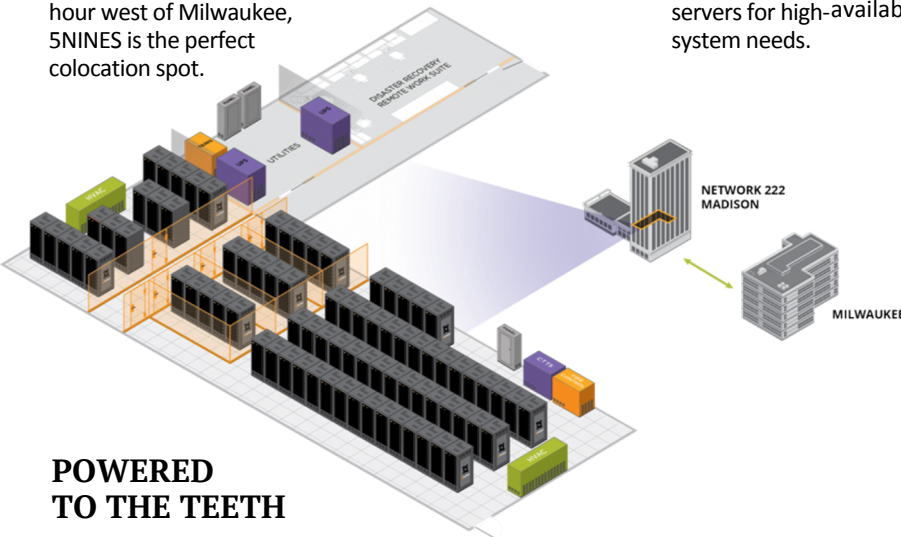 hour west of Milwaukee,
5NINES is the perfect
colocation spot.
servers for high-availab
system needs.
DISASTER RECOVERY
REMOTE WORK SUITE
UPS
UTILITIES
UPS
HVAC
NETWORK 222
MADISON
MILWAUKEE
HVAC
POWERED
TO THE TEETH